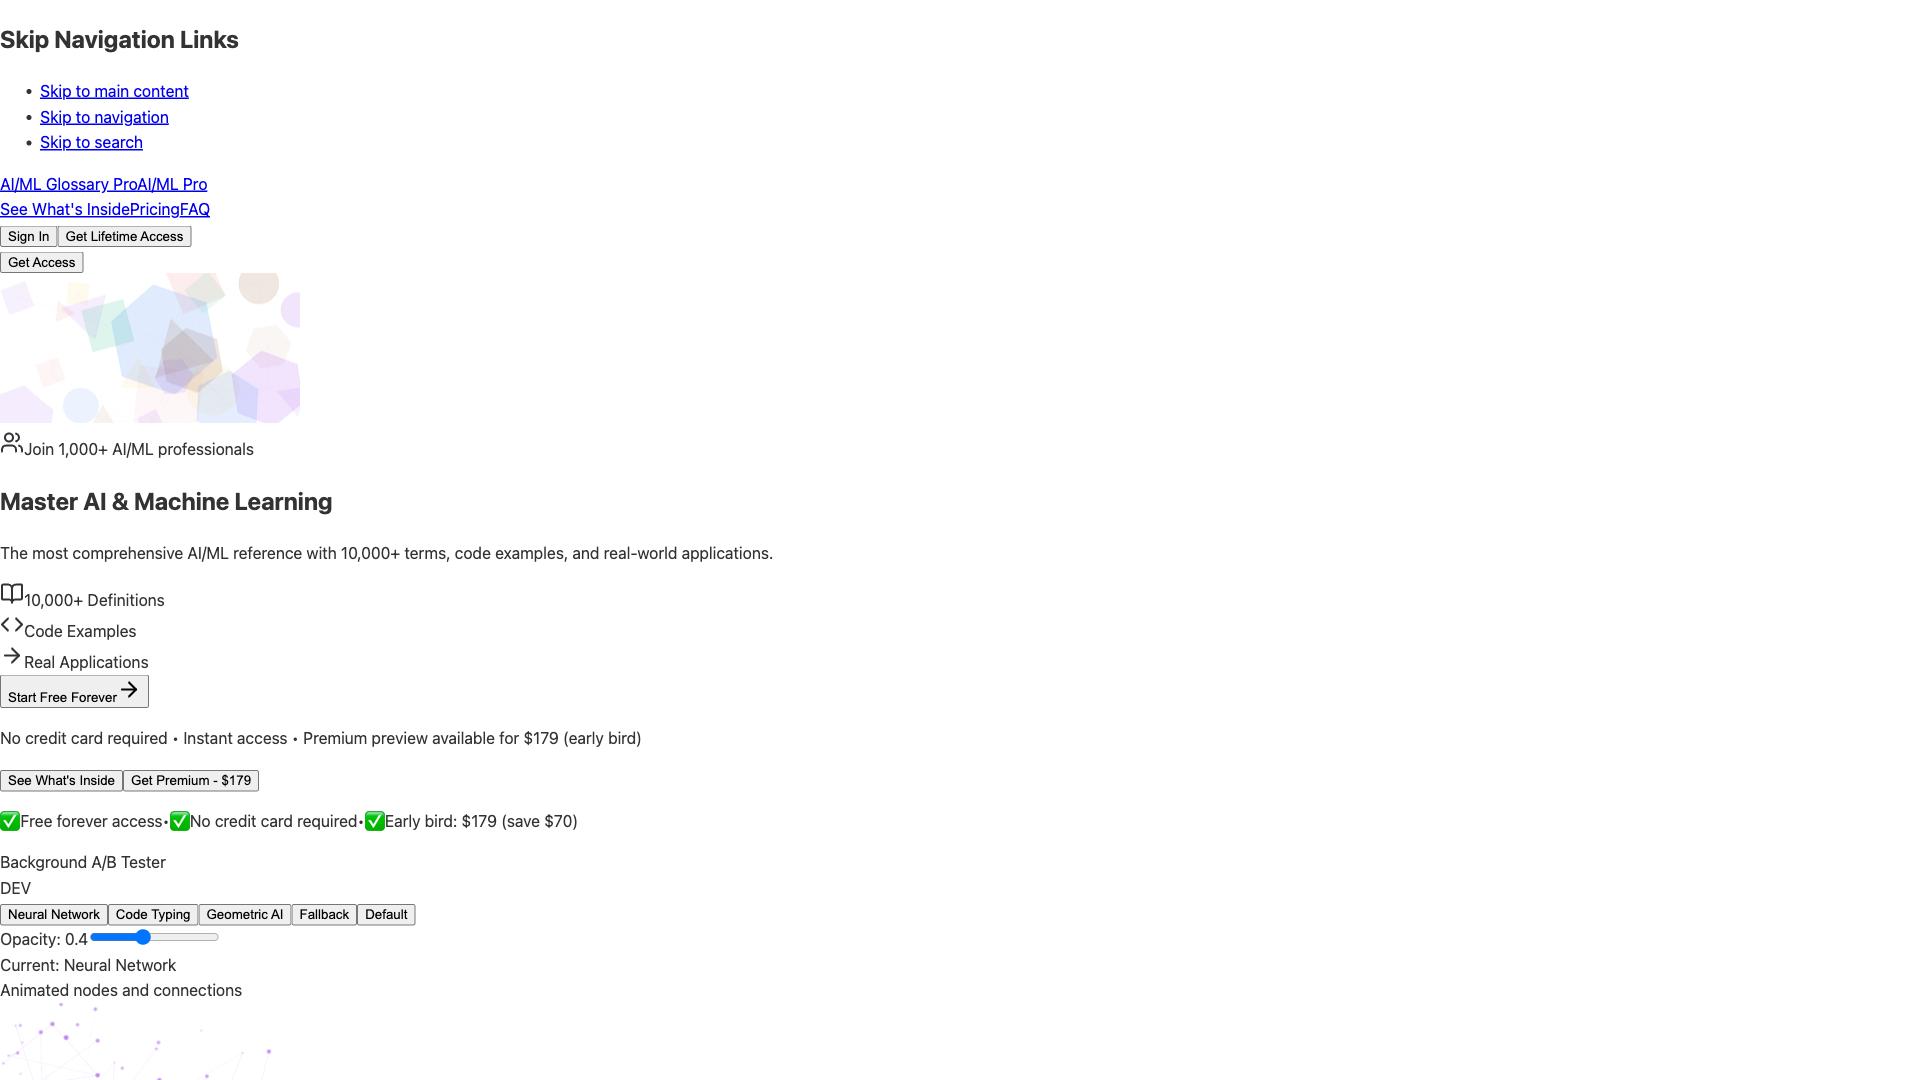 Skip Navigation Links
• Skip to main content
• Skip to navigation
• Skip to search
AI/ML Glossary ProAI/ML Pro
See What's InsidePricingFAQ
Sign In Get Lifetime Access
Get Access
Join 1,000+ AI/ML professionals
Master AI & Machine Learning
The most comprehensive AI/ML reference with 10,000+ terms, code examples, and real-world applications.
10,000+ Definitions
Code Examples
Real Applications
Start Free Forever
No credit card required • Instant access • Premium preview available for $179 (early bird)
See What's Inside Get Premium - $179
✅Free forever access•✅No credit card required•✅Early bird: $179 (save $70)
Background A/B Tester
DEV
Neural Network Code Typing Geometric AI Fallback Default
Opacity: 0.4
Current: Neural Network
Animated nodes and connections